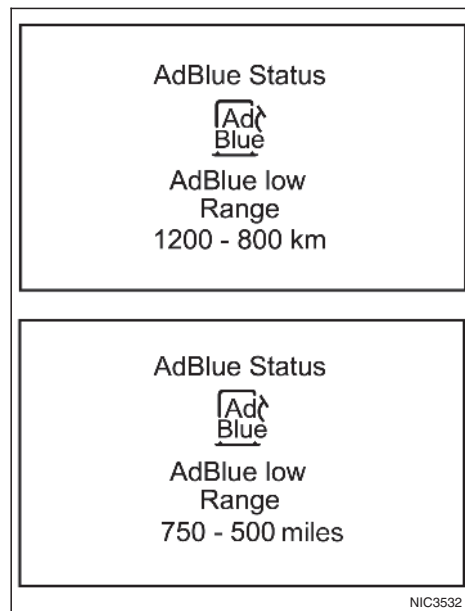 AdBlue Status
Ad
Blue
AdBlue low
Range
1200 - 800 km
AdBlue Status
Ad
Blue
AdBlue low
Range
750 - 500 miles
NIC3532